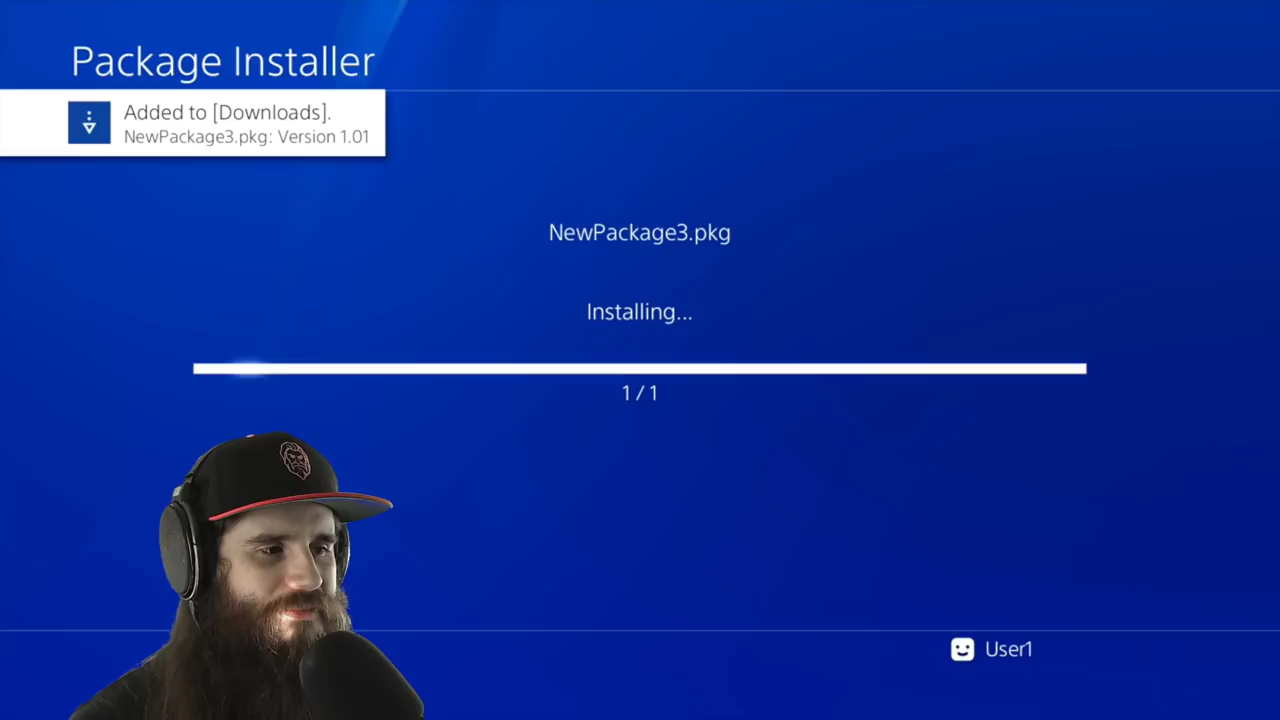 Package Installer
Added to [Downloads].
NewPackage3.pkg: Version 1.01
NewPackage3.pkg
Installing...
1 / 1
User1